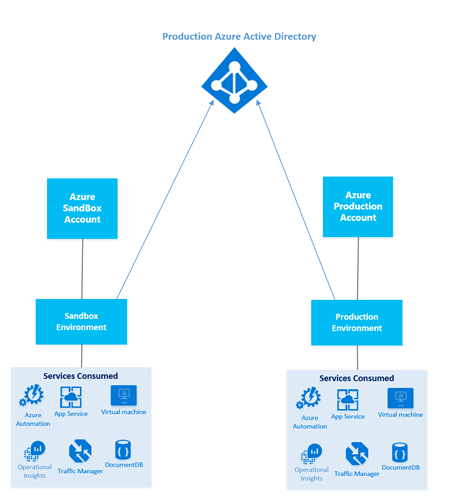 Production Azure Active Directory
Azure
SandBox
Account
Azure
Production
Account
Sandbox
Environment
Production
Environment
Services Consumed
Azure
Automation
App Service
Virtual machine
Operational
Insights
Traffic Manager
DocumentDB
Services Consumed
Azure
Automation
App Service
Virtual machine
Operational
Insights
Traffic Manager
DocumentDB